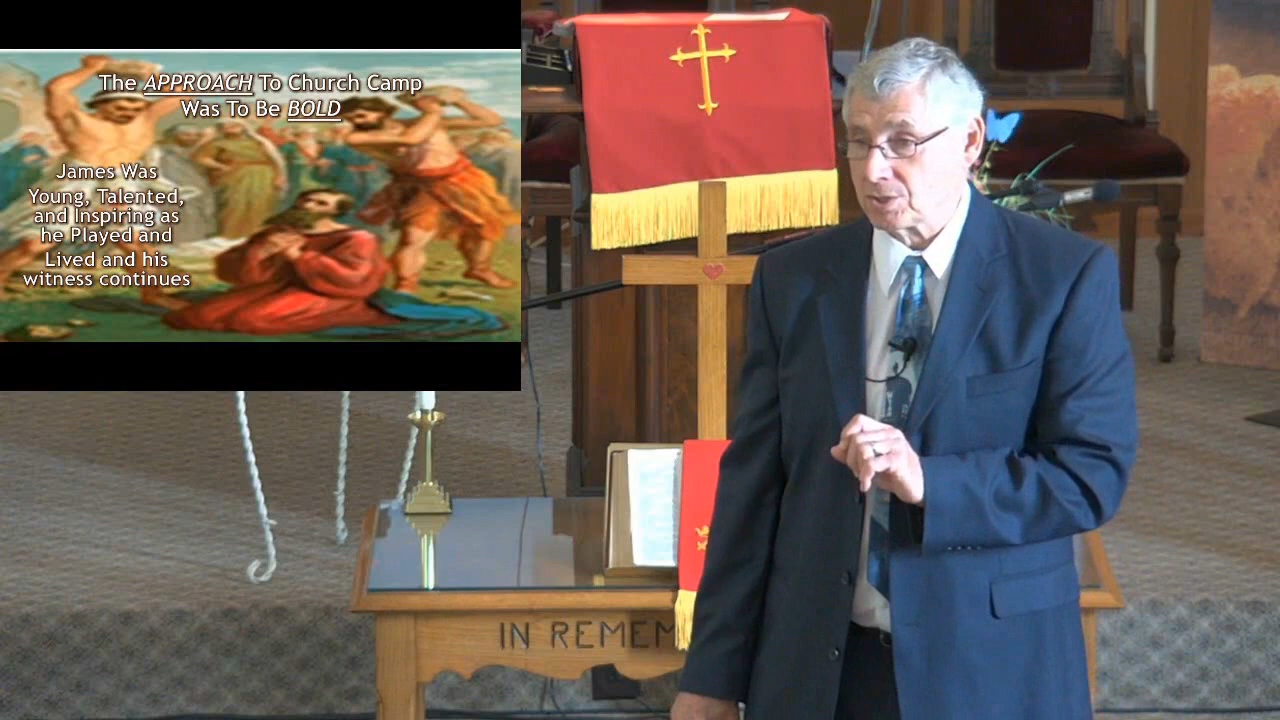 The APPROACH To Church Camp
Was To Be BOLD
James Was
Young, Talented,
and Inspiring as
he Played and
Lived and his
witness continues
IN REMEM